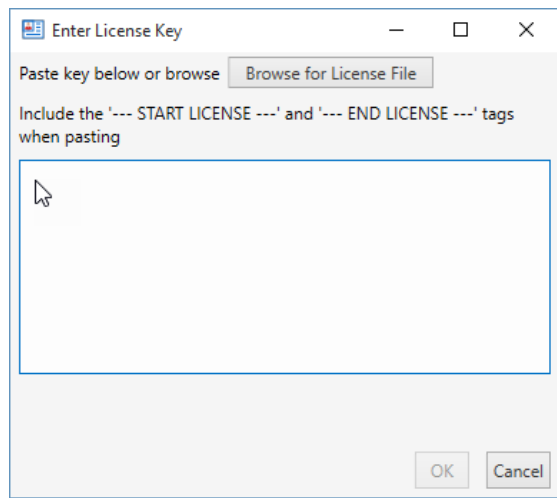 Enter License Key
Paste key below or browse Browse for License File
Include the '--- START LICENSE ---' and '--- END LICENSE ---' tags
when pasting
OK Cancel